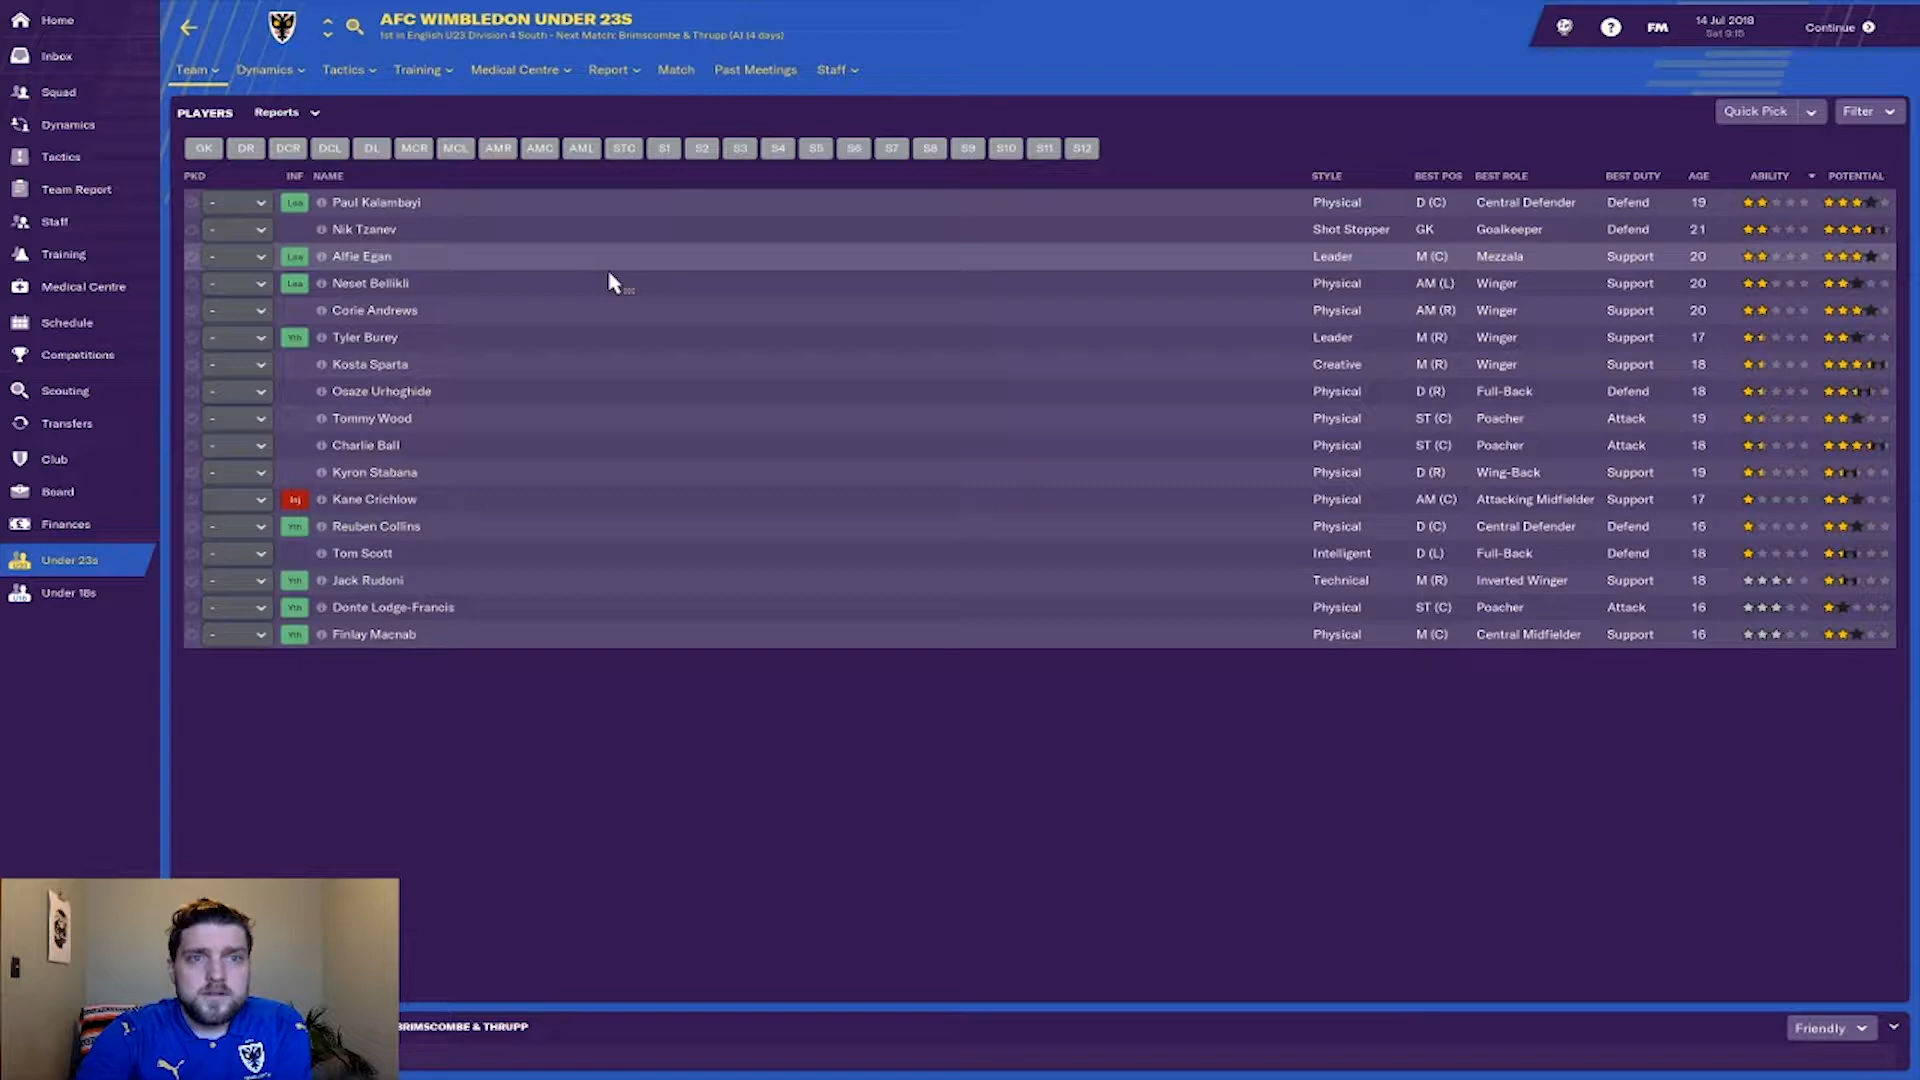 Home
Inbox
Squad
Dynamics
Tactics
Team Report
Staff
Training
Medical Centre
Schedule
Competitions
Scouting
Transfers
Club
Board
Finances
Under 23s
Under 18s
AFC WIMBLEDON UNDER 23S
1st in English U23 Division 4 South - Next Match: Brimscombe & Thrupp (A) (4 days)
FM
14 Jul 2018
Sat 9:15
Continue
Team Dynamics Tactics Training Medical Centre Report Match Past Meetings Staff
PLAYERS Reports Quick Pick Filter
GK DR DCR DCL DL MCR MCL AMR AMC AML STC S1 S2 S3 S4 S5 S6 S7 S8 S9 S10 S11 S12
PKD INF NAME STYLE BEST POS BEST ROLE BEST DUTY AGE ABILITY POTENTIAL
- Loa Paul Kalambayi Physical D (C) Central Defender Defend 19
- Nik Tzanev Shot Stopper GK Goalkeeper Defend 21
- Loa Alfie Egan Leader M (C) Mezzala Support 20
- Loa Neset Bellikli Physical AM (L) Winger Support 20
- Corie Andrews Physical AM (R) Winger Support 20
- Yth Tyler Burey Leader M (R) Winger Support 17
- Kosta Sparta Creative M (R) Winger Support 18
- Osaze Urhoghide Physical D (R) Full-Back Defend 18
- Tommy Wood Physical ST (C) Poacher Attack 19
- Charlie Ball Physical ST (C) Poacher Attack 18
- Kyron Stabana Physical D (R) Wing-Back Support 19
Inj Kane Crichlow Physical AM (C) Attacking Midfielder Support 17
- Yth Reuben Collins Physical D (C) Central Defender Defend 16
- Tom Scott Intelligent D (L) Full-Back Defend 18
- Yth Jack Rudoni Technical M (R) Inverted Winger Support 18
- Yth Donte Lodge-Francis Physical ST (C) Poacher Attack 16
- Yth Finlay Macnab Physical M (C) Central Midfielder Support 16
BRIMSCOMBE & THRUPP
Friendly